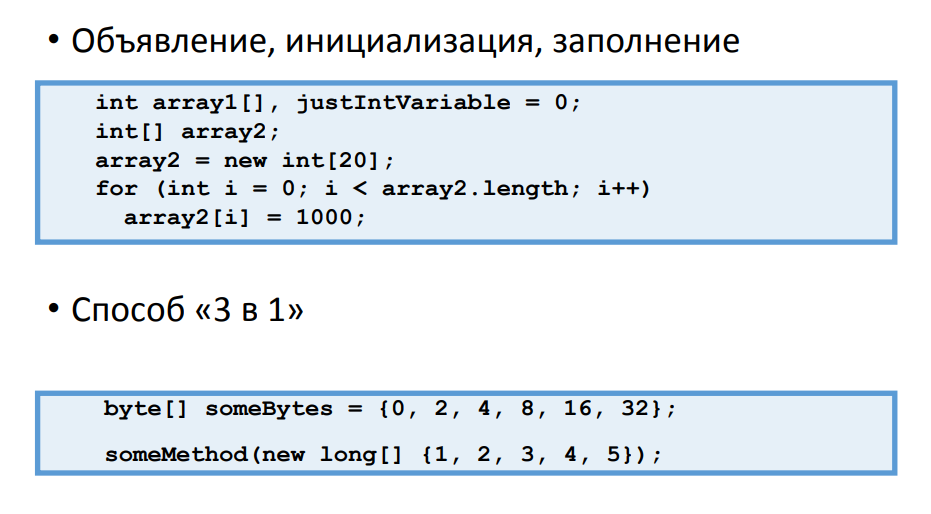 • Объявление, инициализация, заполнение
int array1[], justIntVariable = 0;
int[] array2;
array2 = new int[20];
for (int i = 0; i < array2.length; i++)
  array2[i] = 1000;
• Способ «3 в 1»
byte[] someBytes = {0, 2, 4, 8, 16, 32};
someMethod(new long[] {1, 2, 3, 4, 5});